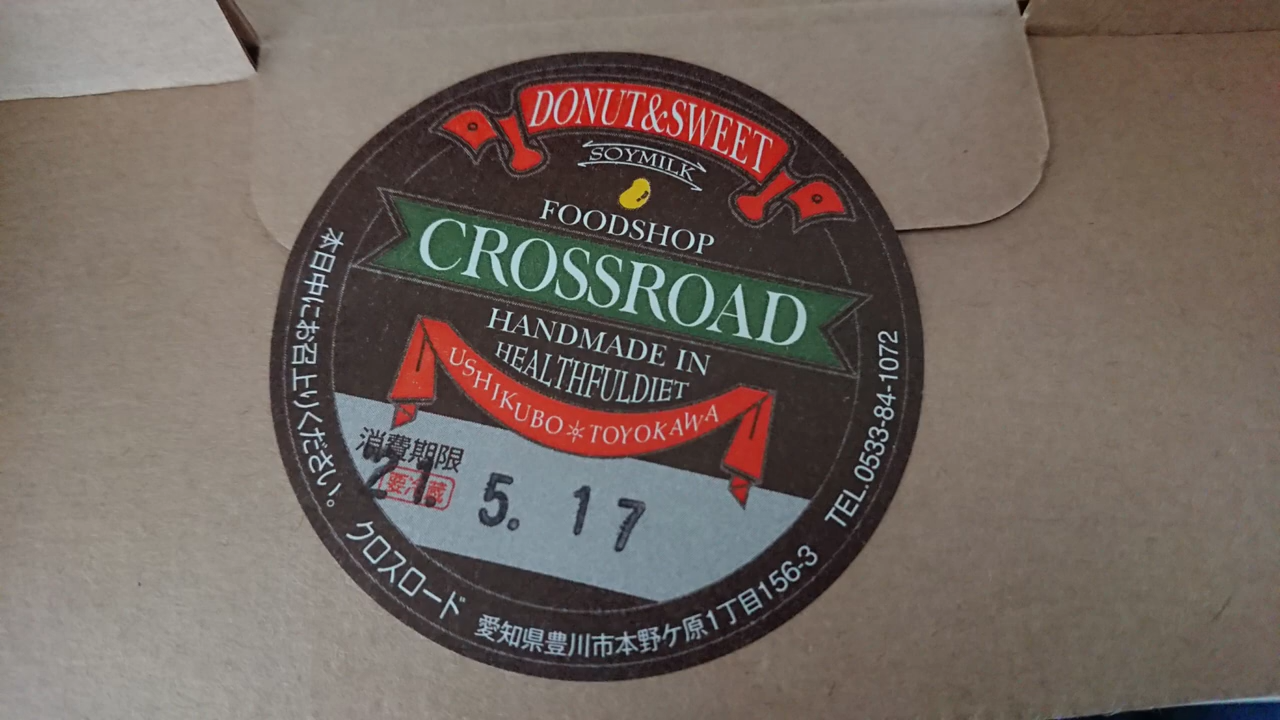 DONUT&SWEET
SOYMILK
FOODSHOP
CROSSROAD
HANDMADE IN
HEALTHFULDIET
USHIKUBO✳TOYOKAWA
消費期限
要冷蔵
21. 5. 17
本日中にお召し上りください。
クロスロード 愛知県豊川市本野ケ原1丁目156-3 TEL.0533-84-1072